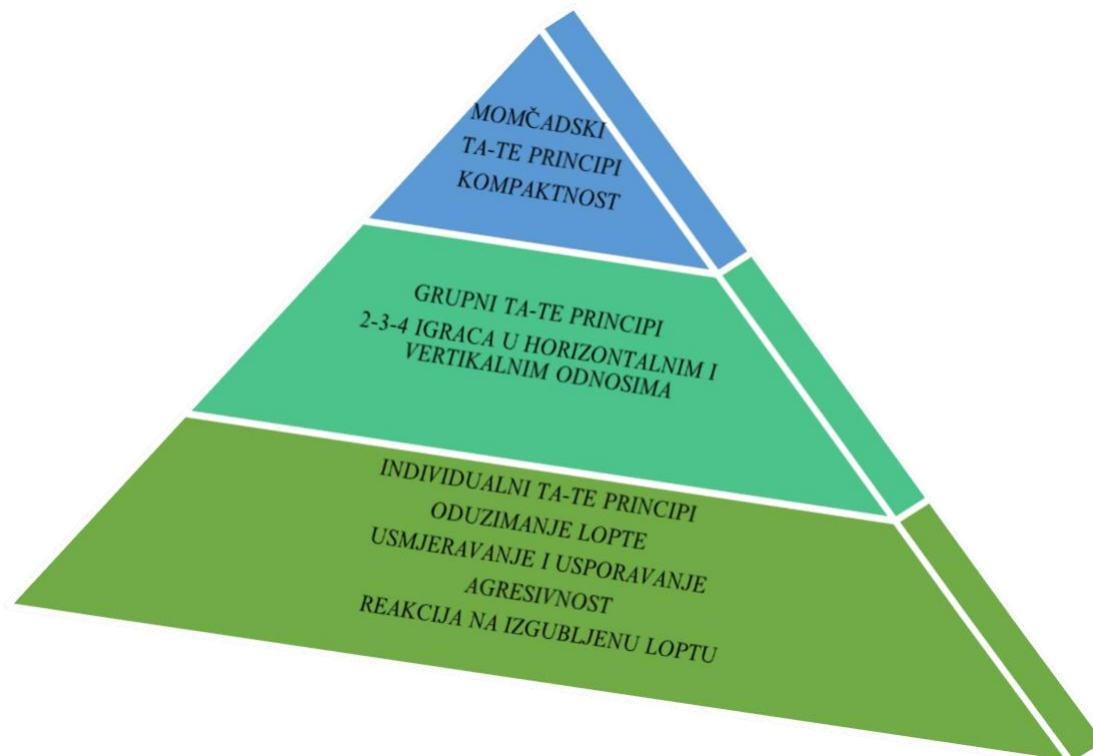 MOMČADSKI
TA-TE PRINCIPI
KOMPAKTNOST
GRUPNI TA-TE PRINCIPI
2-3-4 IGRACA U HORIZONTALNIM I
VERTIKALNIM ODNOSIMA
INDIVIDUALNI TA-TE PRINCIPI
ODUZIMANJE LOPTE
USMJERAVANJE I USPORAVANJE
AGRESIVNOST
REAKCIJA NA IZGUBLJENU LOPTU